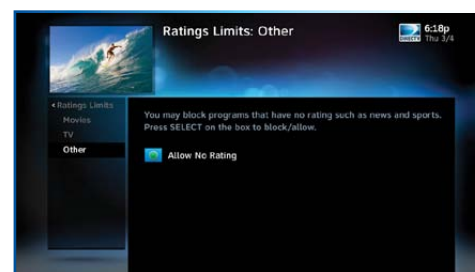 Ratings Limits: Other
DIRECTV
6:18p
Thu 3/4
Ratings Limits
Movies
TV
Other
You may block programs that have no rating such as news and sports.
Press SELECT on the box to block/allow.
Allow No Rating